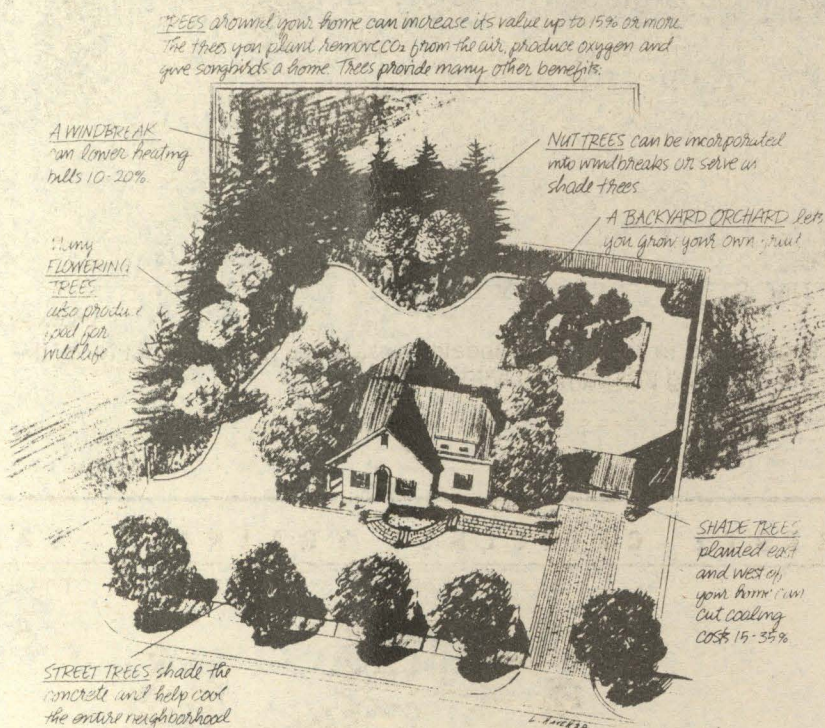 TREES around your home can increase its value up to 15% or more.
The trees you plant remove CO2 from the air, produce oxygen and
give songbirds a home. Trees provide many other benefits.
A WINDBREAK
can lower heating
bills 10-20%.
NUT TREES can be incorporated
into windbreaks or serve as
shade trees
A BACKYARD ORCHARD lets
you grow your own fruit
Many
FLOWERING
TREES
also produce
food for
wildlife
SHADE TREES
planted east
and west of
your home can
cut cooling
costs 15-35%
STREET TREES shade the
concrete and help cool
the entire neighborhood